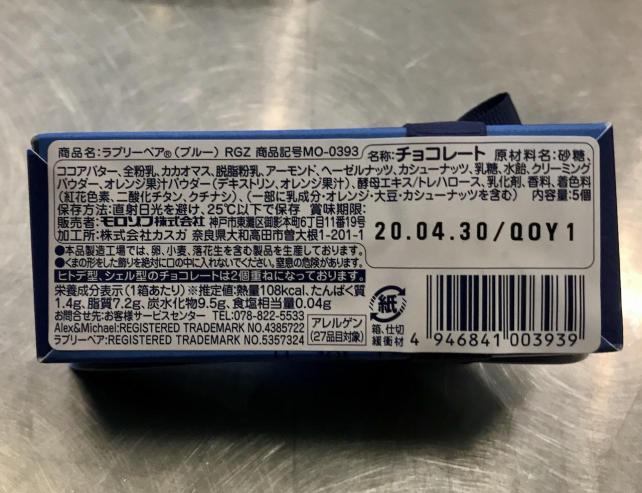 商品名:ラブリーベア®(ブルー) RGZ 商品記号MO-0393
名称:チョコレート 原材料名:砂糖、
ココアバター、全粉乳、カカオマス、脱脂粉乳、アーモンド、ヘーゼルナッツ、カシューナッツ、乳糖、水飴、クリーミング
パウダー、オレンジ果汁パウダー(デキストリン、オレンジ果汁)、酵母エキス/トレハロース、乳化剤、香料、着色料
(紅花色素、二酸化チタン、クチナシ)、(一部に乳成分・オレンジ・大豆・カシューナッツを含む) 内容量:5個
保存方法:直射日光を避け、25℃以下で保存 賞味期限:
販売者:モロゾフ株式会社 神戸市東灘区御影本町6丁目11番19号
加工所:株式会社カスガ 奈良県大和高田市曽大根1-201-1
20.04.30/QOY1
●本品製造工場では、卵、小麦、落花生を含む製品を生産しております。
●くまの形をした飾りを絶対に口の中に入れないでください。窒息の危険があります。
ヒトデ型、シェル型のチョコレートは2個重ねになっております。
栄養成分表示(1箱あたり)※推定値:熱量108kcal、たんぱく質
1.4g、脂質7.2g、炭水化物9.5g、食塩相当量0.04g
お問合せ先:お客様サービスセンター TEL:078-822-5533
Alex&Michael:REGISTERED TRADEMARK NO.4385722
ラブリーベア:REGISTERED TRADEMARK NO.5357324
アレルゲン
(27品目対象)
紙
箱、仕切
緩衝材
4 946841 003939